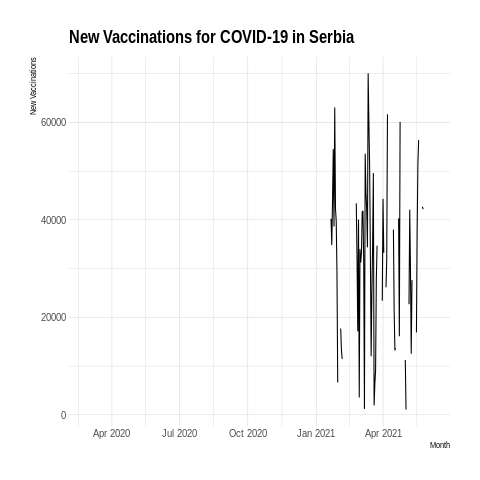 New Vaccinations for COVID-19 in Serbia
New Vaccinations
60000
40000
20000
0
Apr 2020 Jul 2020 Oct 2020 Jan 2021 Apr 2021
Month